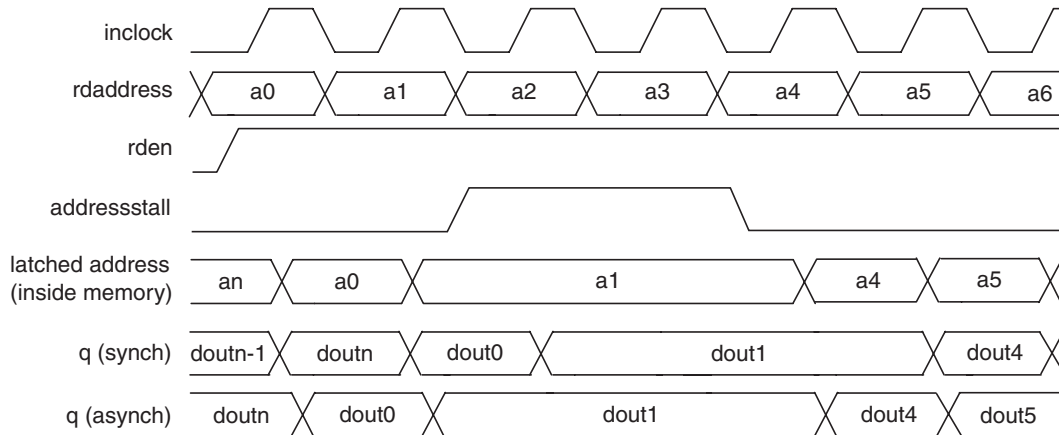 inclock
rdaddress a0 a1 a2 a3 a4 a5 a6
rden
addressstall
latched address
(inside memory) an a0 a1 a4 a5
q (synch) doutn-1 doutn dout0 dout1 dout4
q (asynch) doutn dout0 dout1 dout4 dout5